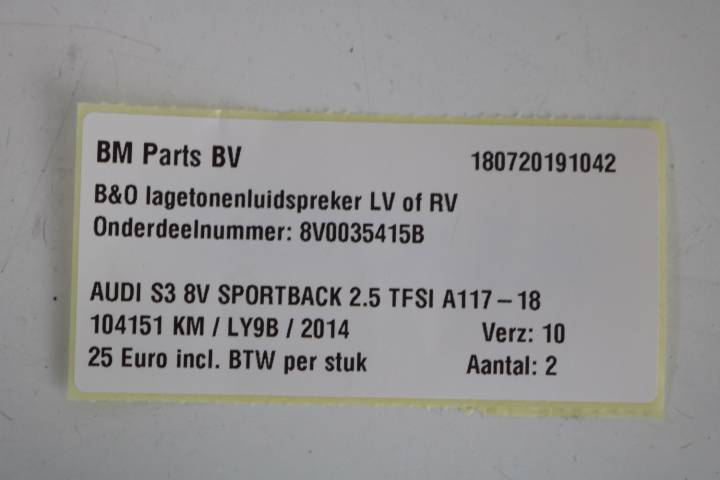 BM Parts BV 180720191042
B&O lagetonenluidspreker LV of RV
Onderdeelnummer: 8V0035415B
AUDI S3 8V SPORTBACK 2.5 TFSI A117-18
104151 KM / LY9B / 2014 Verz: 10
25 Euro incl. BTW per stuk Aantal: 2